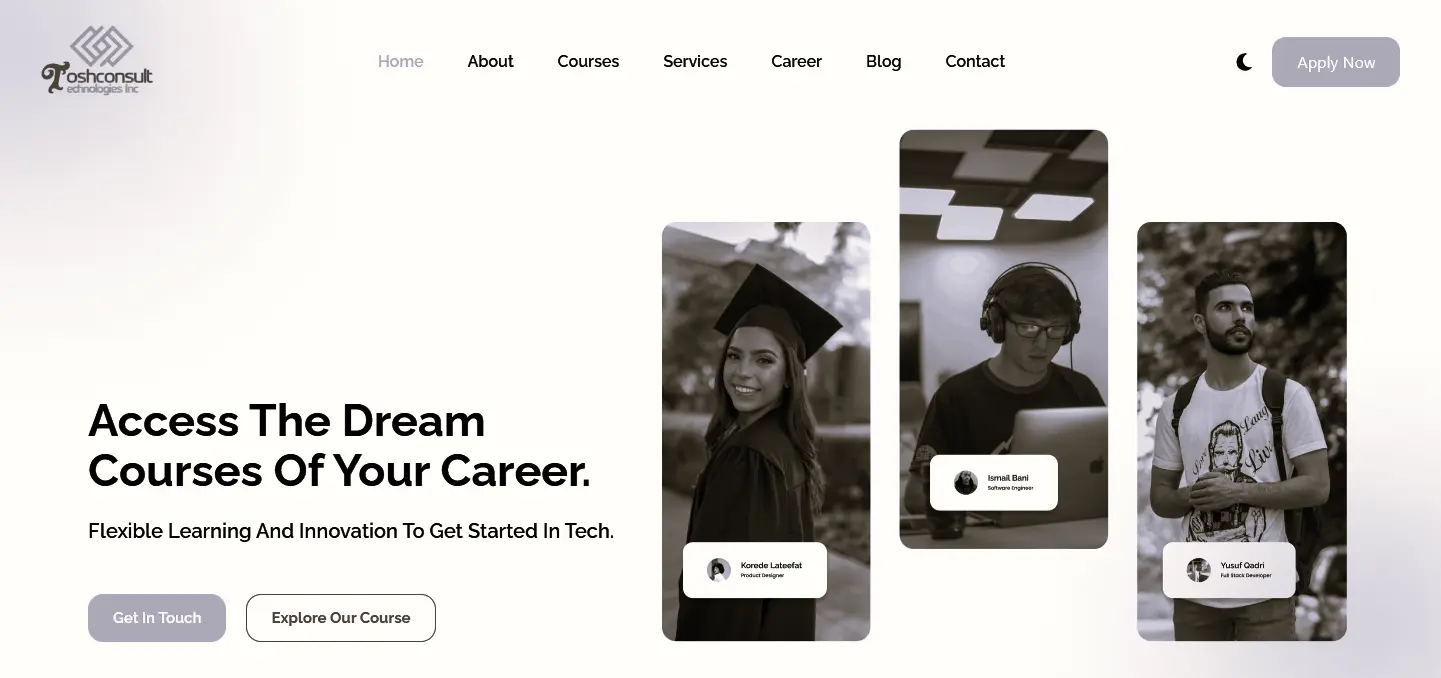 Toshconsult
echnologies Inc
Home
About
Courses
Services
Career
Blog
Contact
Apply Now
Access The Dream
Courses Of Your Career.
Flexible Learning And Innovation To Get Started In Tech.
Get In Touch
Explore Our Course
Korede Lateefat
Product Designer
Ismail Bani
Software Engineer
Live
Yusuf Qadri
Full Stack Developer